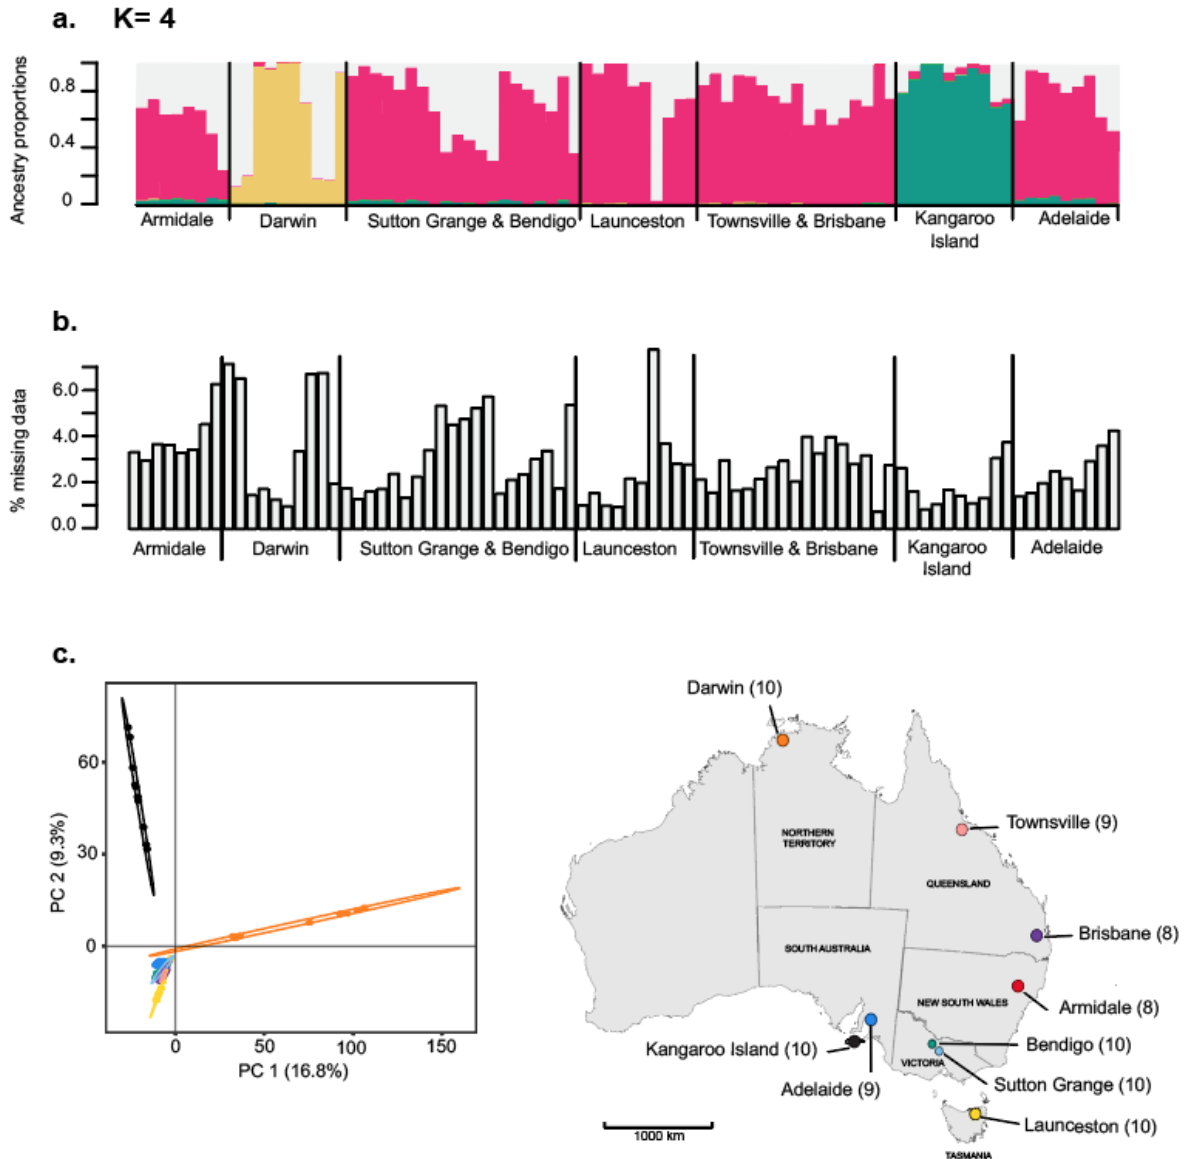 a. K= 4
Ancestry proportions
0.8
0.4
0
Armidale Darwin Sutton Grange & Bendigo Launceston Townsville & Brisbane Kangaroo Island Adelaide
b.
% missing data
6.0
4.0
2.0
0.0
Armidale Darwin Sutton Grange & Bendigo Launceston Townsville & Brisbane Kangaroo Island Adelaide
c.
PC 2 (9.3%)
60
30
0
0 50 100 150
PC 1 (16.8%)
Darwin (10)
Townsville (9)
NORTHERN
TERRITORY
QUEENSLAND
Brisbane (8)
SOUTH AUSTRALIA
NEW SOUTH WALES
Armidale (8)
Kangaroo Island (10)
Bendigo (10)
VICTORIA
Adelaide (9)
Sutton Grange (10)
Launceston (10)
1000 km
TASMANIA